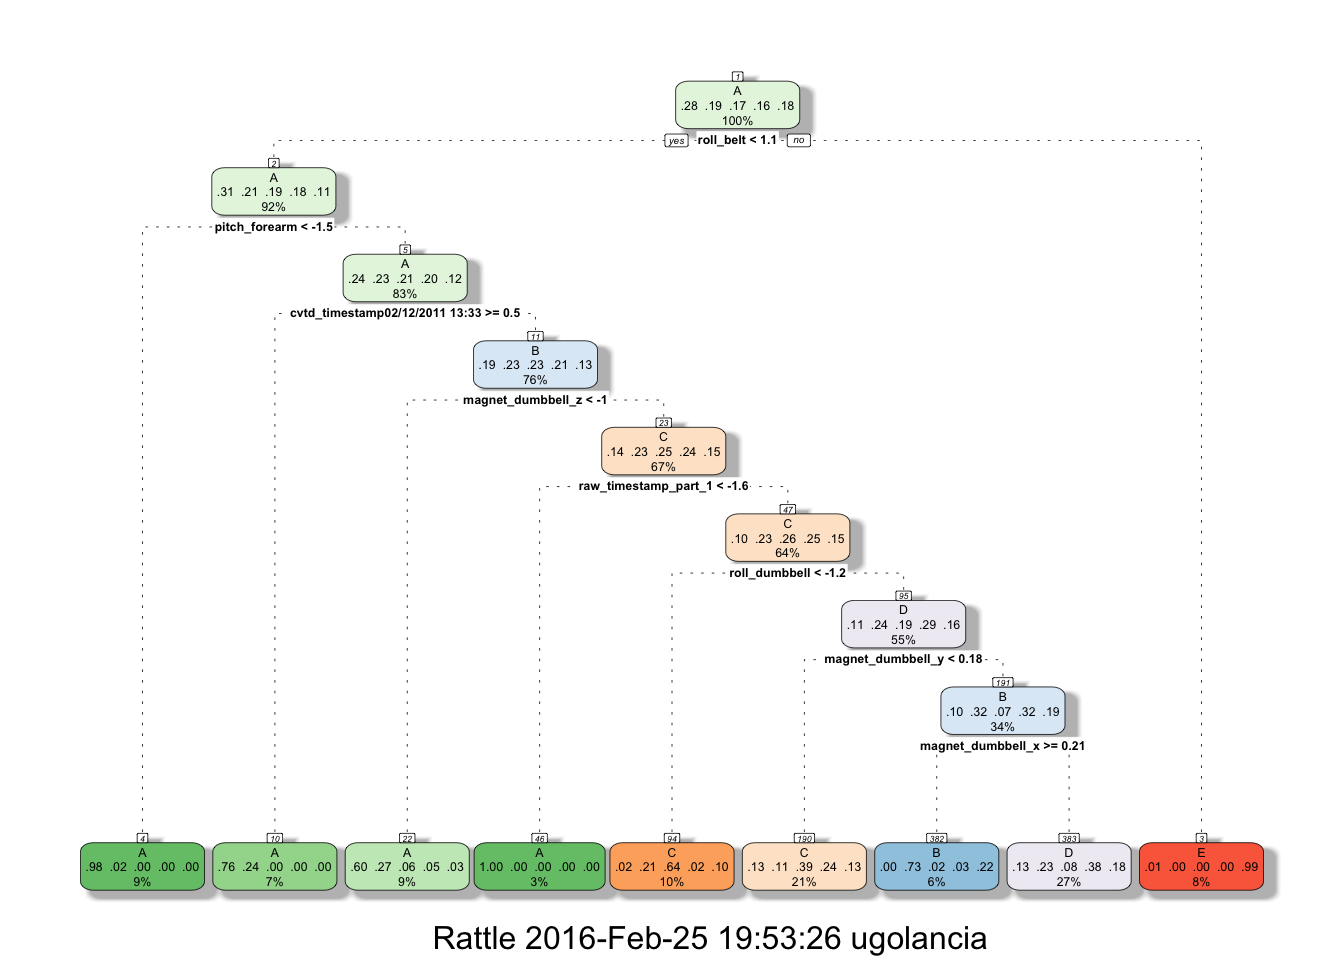 1
A
.28 .19 .17 .16 .18
100%
yes roll_belt < 1.1 no
2
A
.31 .21 .19 .18 .11
92%
pitch_forearm < -1.5
5
A
.24 .23 .21 .20 .12
83%
cvtd_timestamp02/12/2011 13:33 >= 0.5
11
B
.19 .23 .23 .21 .13
76%
magnet_dumbbell_z < -1
23
C
.14 .23 .25 .24 .15
67%
raw_timestamp_part_1 < -1.6
47
C
.10 .23 .26 .25 .15
64%
roll_dumbbell < -1.2
95
D
.11 .24 .19 .29 .16
55%
magnet_dumbbell_y < 0.18
191
B
.10 .32 .07 .32 .19
34%
magnet_dumbbell_x >= 0.21
4
A
.98 .02 .00 .00 .00
9%
10
A
.76 .24 .00 .00 .00
7%
22
A
.60 .27 .06 .05 .03
9%
46
A
1.00 .00 .00 .00 .00
3%
94
C
.02 .21 .64 .02 .10
10%
190
C
.13 .11 .39 .24 .13
21%
382
B
.00 .73 .02 .03 .22
6%
383
D
.13 .23 .08 .38 .18
27%
3
E
.01 .00 .00 .00 .99
8%
Rattle 2016-Feb-25 19:53:26 ugolancia